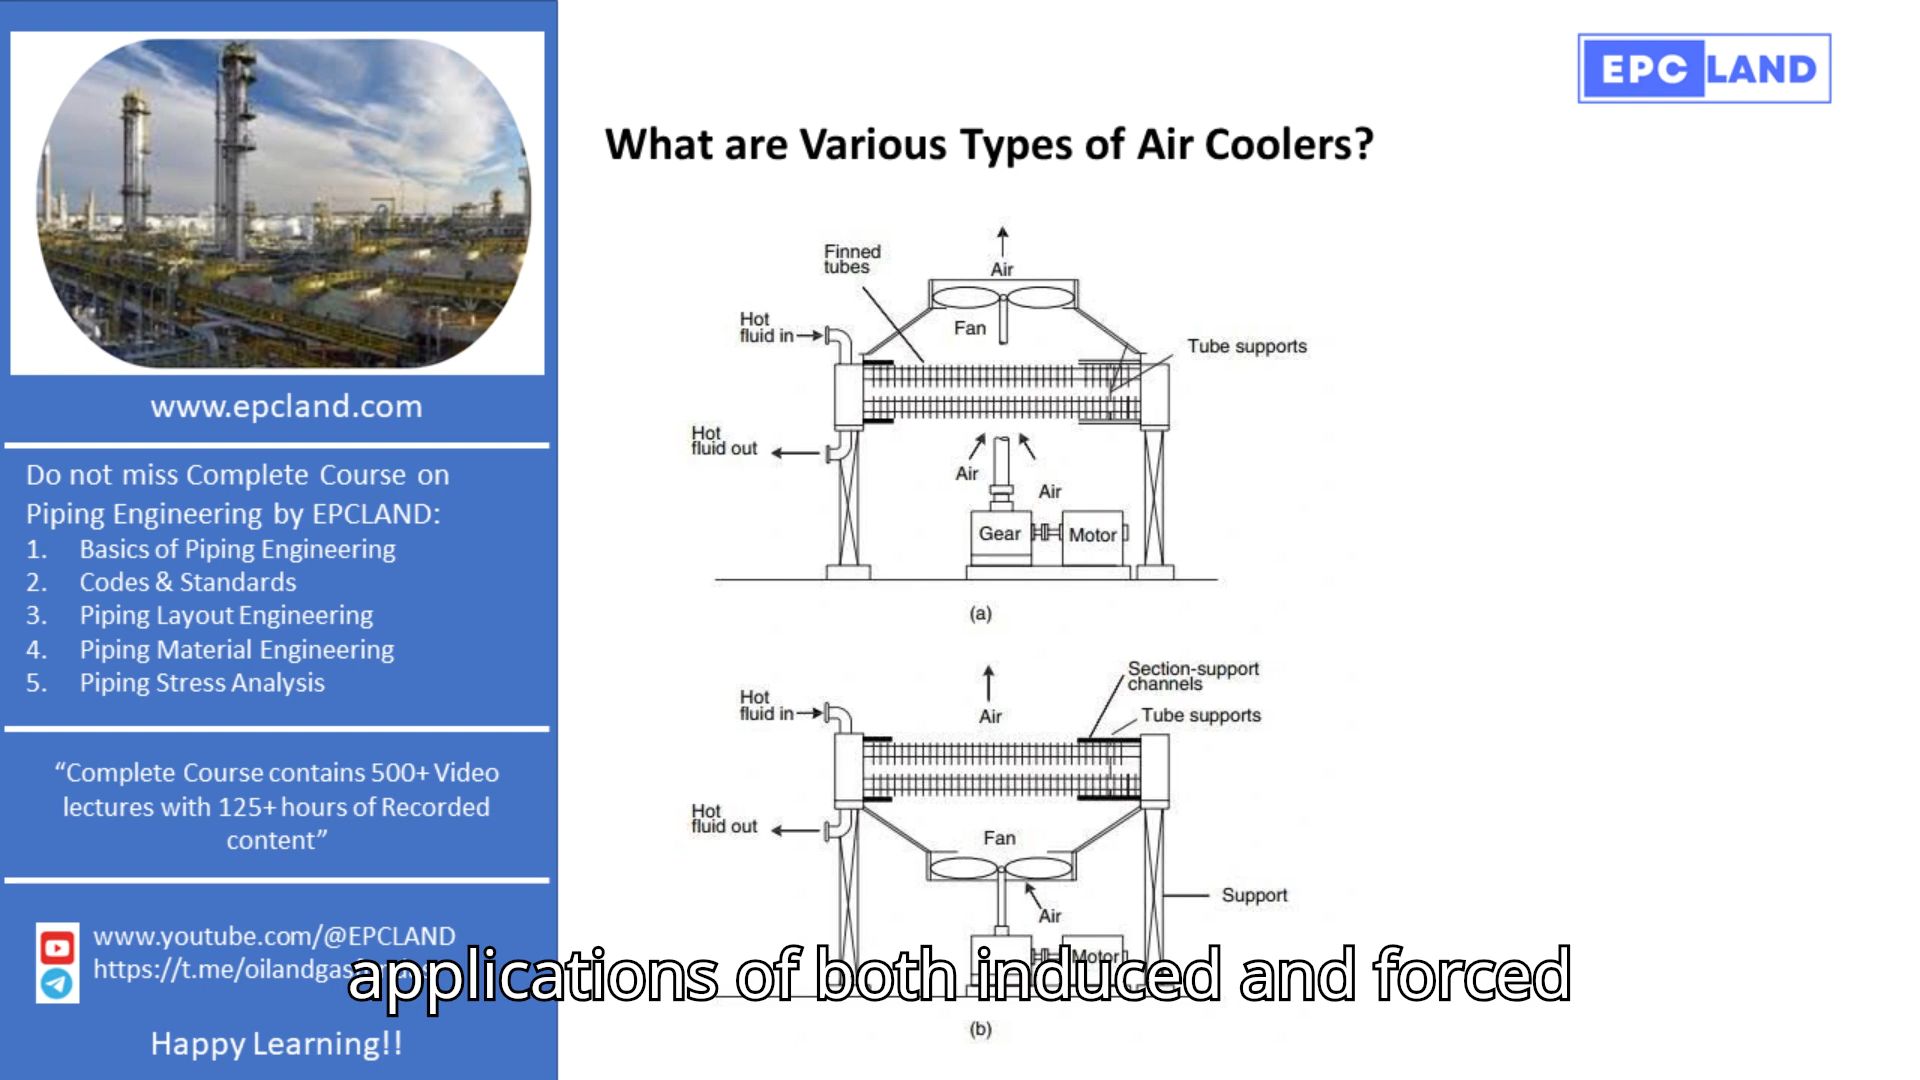 EPC LAND
What are Various Types of Air Coolers?
www.epcland.com
Do not miss Complete Course on
Piping Engineering by EPCLAND:
1. Basics of Piping Engineering
2. Codes & Standards
3. Piping Layout Engineering
4. Piping Material Engineering
5. Piping Stress Analysis
“Complete Course contains 500+ Video
lectures with 125+ hours of Recorded
content”
www.youtube.com/@EPCLAND
Happy Learning!!
Finned
tubes
Air
Fan
Hot
fluid in
Tube supports
Hot
fluid out
Air
Air
Gear
Motor
(a)
Section-support
channels
Hot
fluid in
Air
Tube supports
Hot
fluid out
Fan
Support
Air
Motor
(b)
applications of both induced and forced